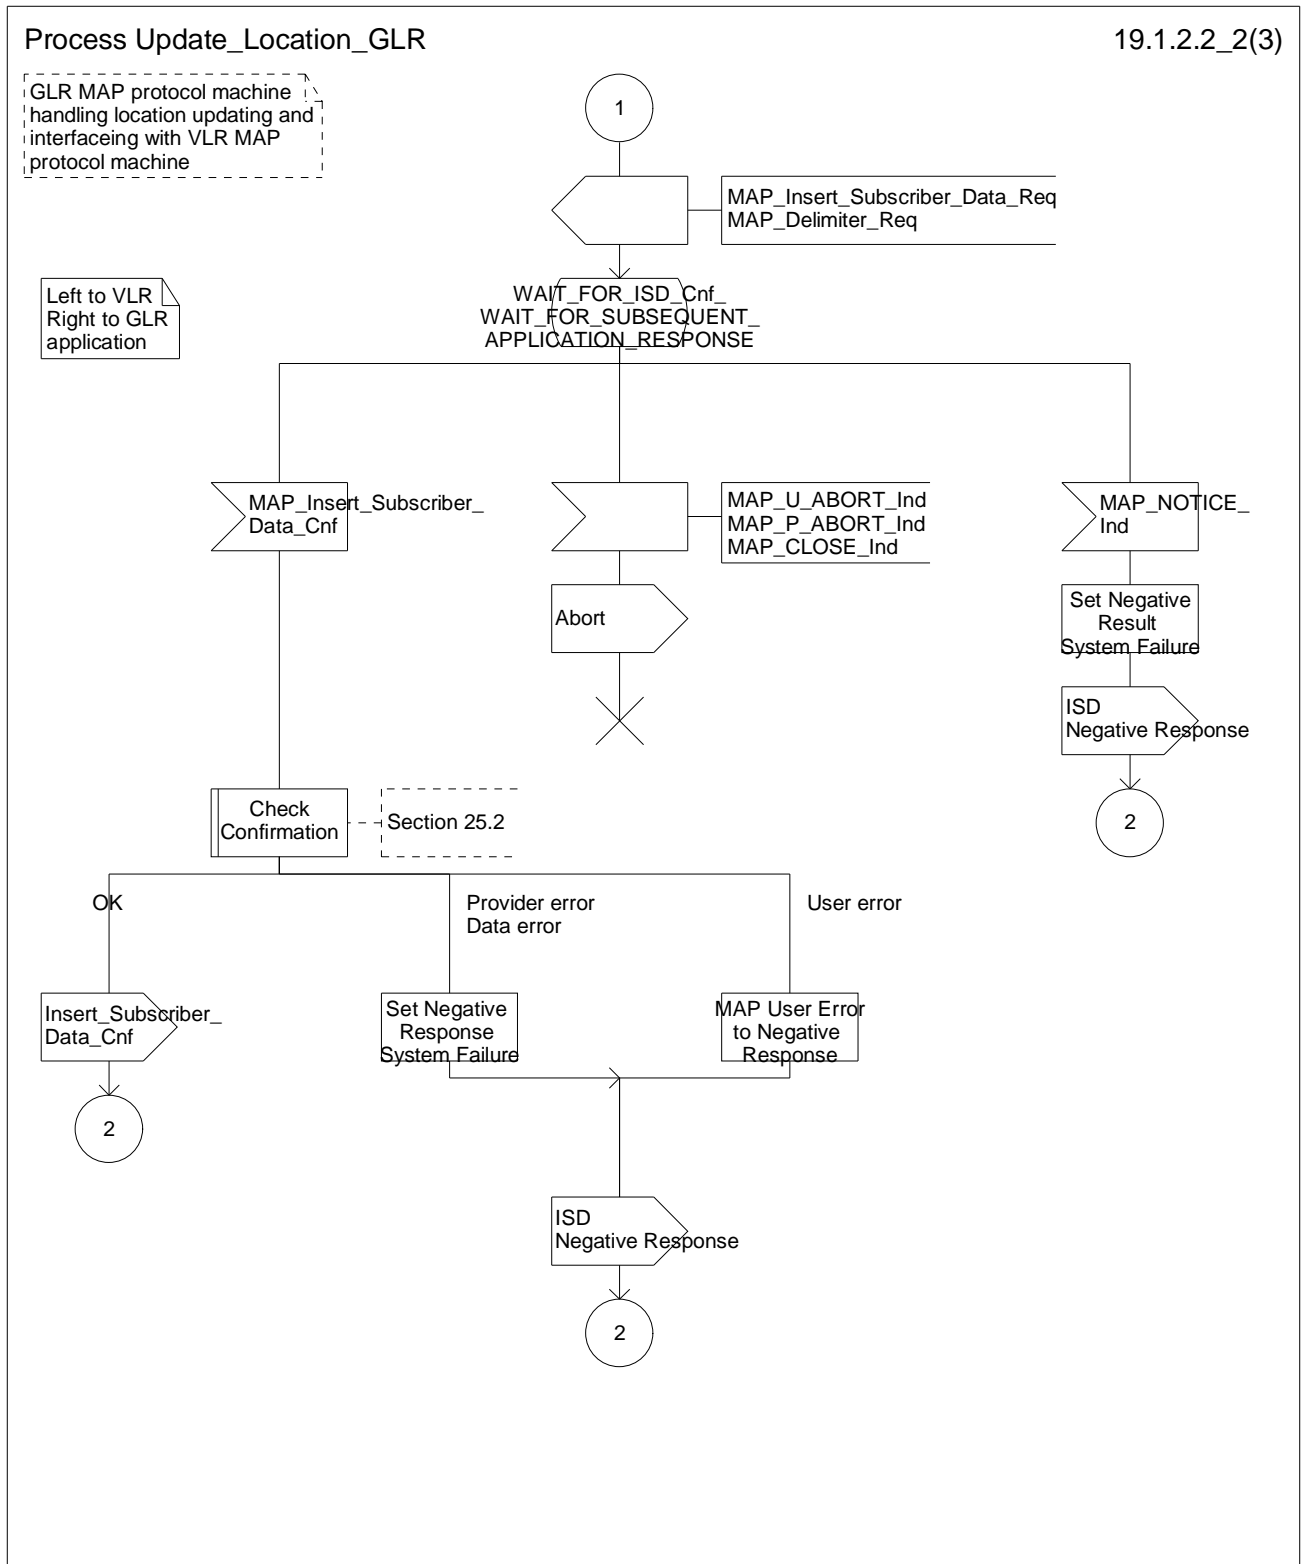 Process Update_Location_GLR
19.1.2.2_2(3)
GLR MAP protocol machine
handling location updating and
interfaceing with VLR MAP
protocol machine
1
MAP_Insert_Subscriber_Data_Req
MAP_Delimiter_Req
Left to VLR
Right to GLR
application
WAIT_FOR_ISD_Cnf_
WAIT_FOR_SUBSEQUENT_
APPLICATION_RESPONSE
MAP_Insert_Subscriber_
Data_Cnf
MAP_U_ABORT_Ind
MAP_P_ABORT_Ind
MAP_CLOSE_Ind
MAP_NOTICE_
Ind
Abort
Set Negative
Result
System Failure
ISD
Negative Response
2
Check
Confirmation
Section 25.2
OK
Provider error
Data error
User error
Insert_Subscriber_
Data_Cnf
Set Negative
Response
System Failure
MAP User Error
to Negative
Response
2
ISD
Negative Response
2